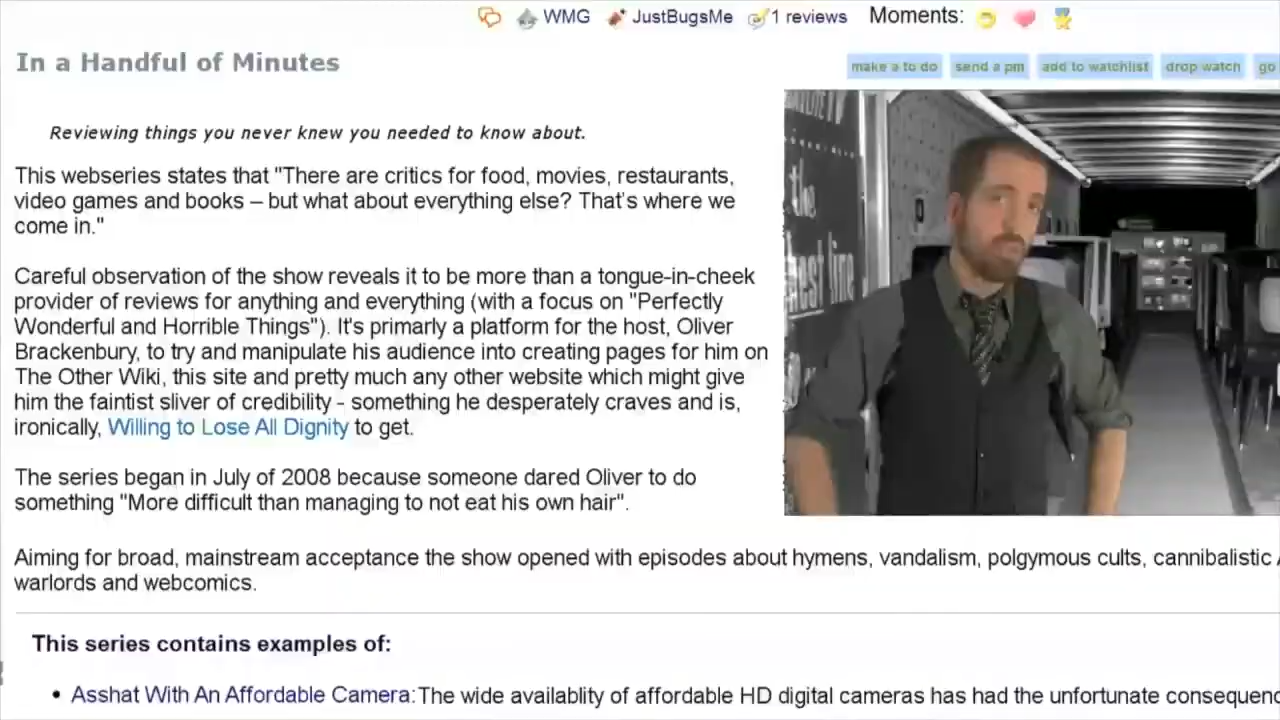 WMG JustBugsMe 1 reviews Moments:
In a Handful of Minutes
make a to do send a pm add to watchlist drop watch go
Reviewing things you never knew you needed to know about.
This webseries states that "There are critics for food, movies, restaurants,
video games and books – but what about everything else? That's where we
come in."
Careful observation of the show reveals it to be more than a tongue-in-cheek
provider of reviews for anything and everything (with a focus on "Perfectly
Wonderful and Horrible Things"). It's primarly a platform for the host, Oliver
Brackenbury, to try and manipulate his audience into creating pages for him on
The Other Wiki, this site and pretty much any other website which might give
him the faintist sliver of credibility - something he desperately craves and is,
ironically, Willing to Lose All Dignity to get.
The series began in July of 2008 because someone dared Oliver to do
something "More difficult than managing to not eat his own hair".
Aiming for broad, mainstream acceptance the show opened with episodes about hymens, vandalism, polgymous cults, cannibalistic
warlords and webcomics.
This series contains examples of:
• Asshat With An Affordable Camera: The wide availablity of affordable HD digital cameras has had the unfortunate consequenc
the